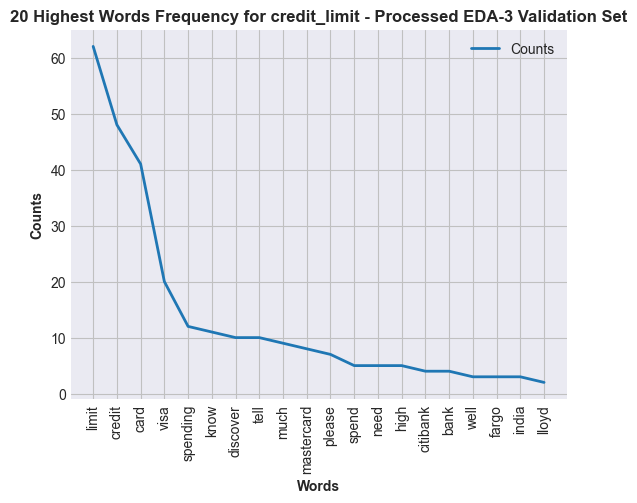 20 Highest Words Frequency for credit_limit - Processed EDA-3 Validation Set
Counts
60
50
40
30
20
10
0
Counts
limit
credit
card
visa
spending
know
discover
tell
much
mastercard
please
spend
need
high
citibank
bank
well
fargo
india
lloyd
Words